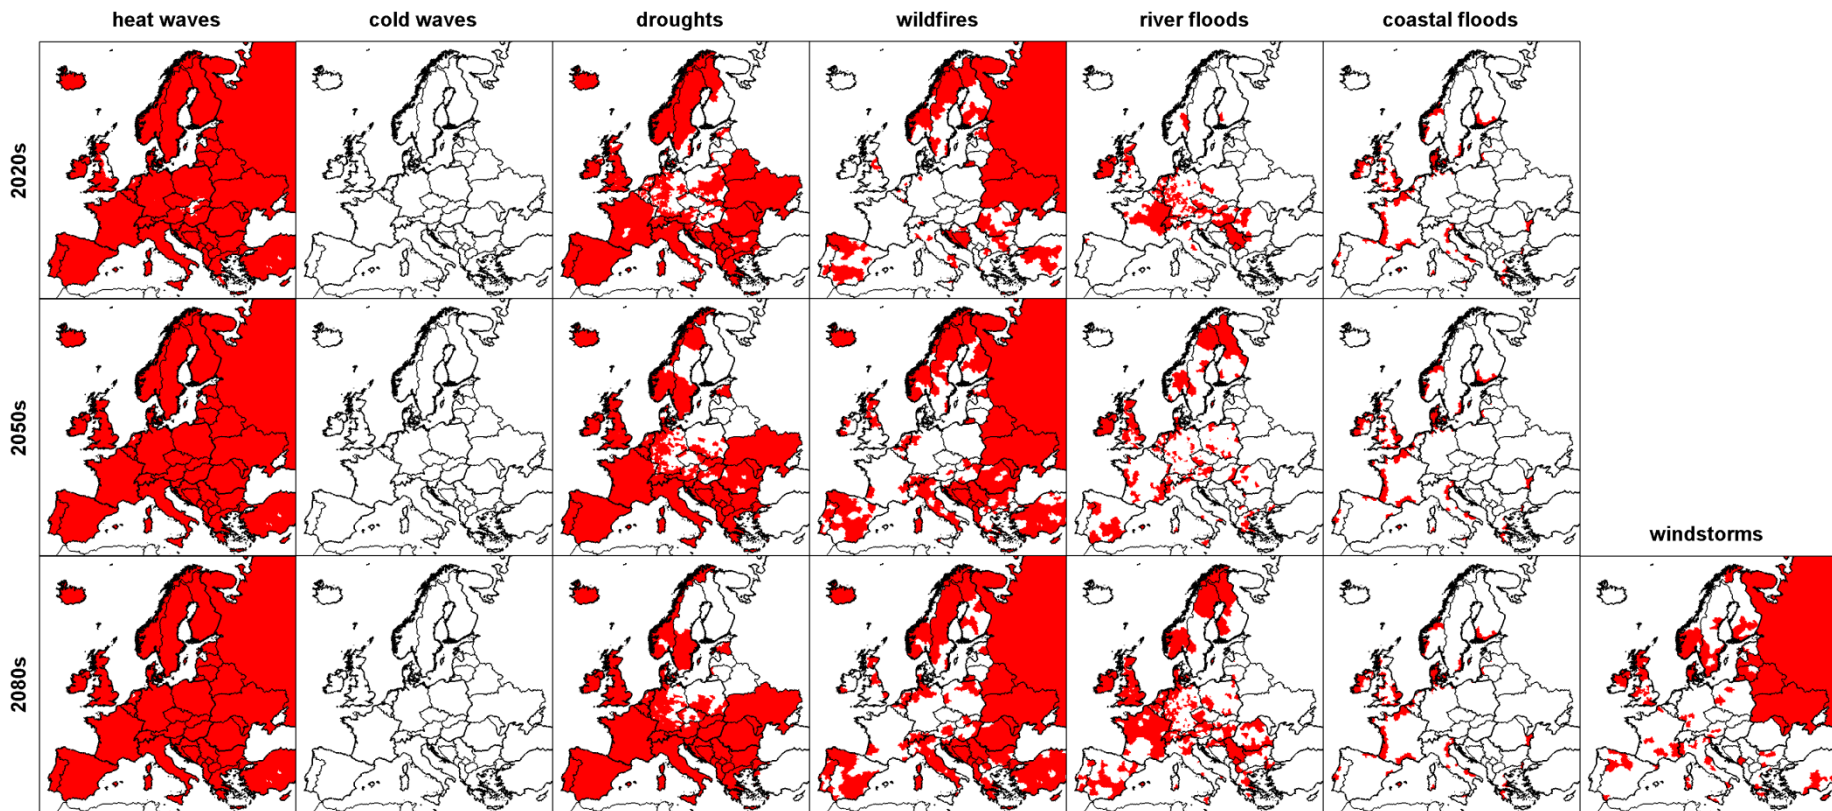 heat waves
cold waves
droughts
wildfires
river floods
coastal floods
2020s
2050s
windstorms
2080s